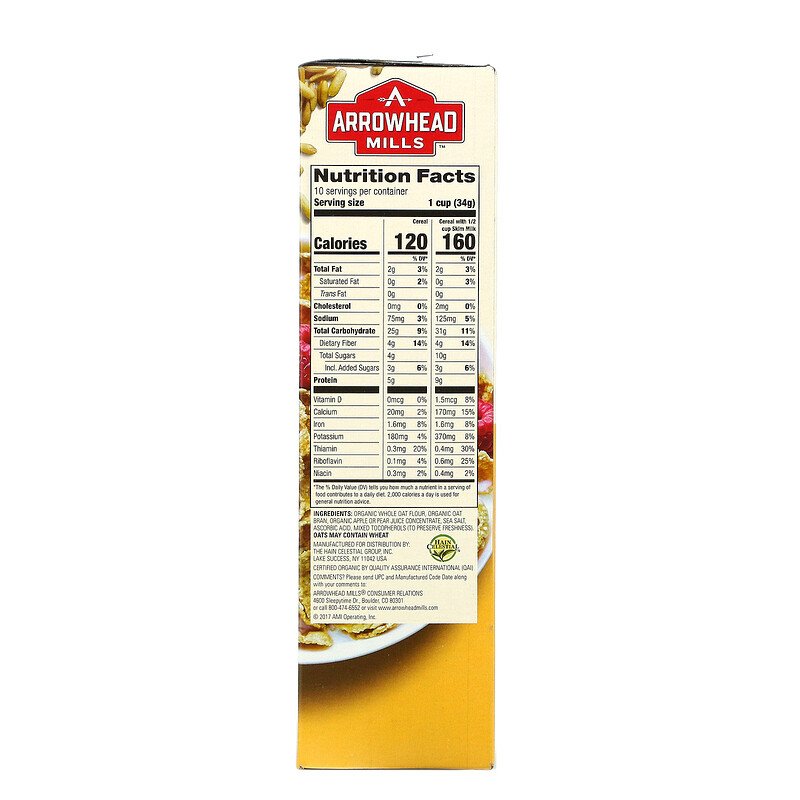 A
ARROWHEAD
MILLS™
Nutrition Facts
10 servings per container
Serving size 1 cup (34g)
Cereal Cereal with 1/2 cup Skim Milk
Calories 120 160
% DV* % DV*
Total Fat 2g 3% 2g 3%
Saturated Fat 0g 2% 0g 3%
Trans Fat 0g 0g
Cholesterol 0mg 0% 2mg 0%
Sodium 75mg 3% 125mg 5%
Total Carbohydrate 25g 9% 31g 11%
Dietary Fiber 4g 14% 4g 14%
Total Sugars 4g 10g
Incl. Added Sugars 3g 6% 3g 6%
Protein 5g 9g
Vitamin D 0mcg 0% 1.5mcg 8%
Calcium 20mg 2% 170mg 15%
Iron 1.6mg 8% 1.6mg 8%
Potassium 180mg 4% 370mg 8%
Thiamin 0.3mg 20% 0.4mg 30%
Riboflavin 0.1mg 4% 0.6mg 25%
Niacin 0.3mg 2% 0.4mg 2%
*The % Daily Value (DV) tells you how much a nutrient in a serving of
food contributes to a daily diet. 2,000 calories a day is used for
general nutrition advice.
INGREDIENTS: ORGANIC WHOLE OAT FLOUR, ORGANIC OAT
BRAN, ORGANIC APPLE OR PEAR JUICE CONCENTRATE, SEA SALT,
ASCORBIC ACID, MIXED TOCOPHEROLS (TO PRESERVE FRESHNESS).
OATS MAY CONTAIN WHEAT
MANUFACTURED FOR DISTRIBUTION BY:
THE HAIN CELESTIAL GROUP, INC.
LAKE SUCCESS, NY 11042 USA
HAIN
CELESTIAL
CERTIFIED ORGANIC BY QUALITY ASSURANCE INTERNATIONAL (QAI)
COMMENTS? Please send UPC and Manufactured Code Date along
with your comments to:
ARROWHEAD MILLS® CONSUMER RELATIONS
4600 Sleepytime Dr., Boulder, CO 80301
or call 800-474-6552 or visit www.arrowheadmills.com
© 2017 AMI Operating, Inc.